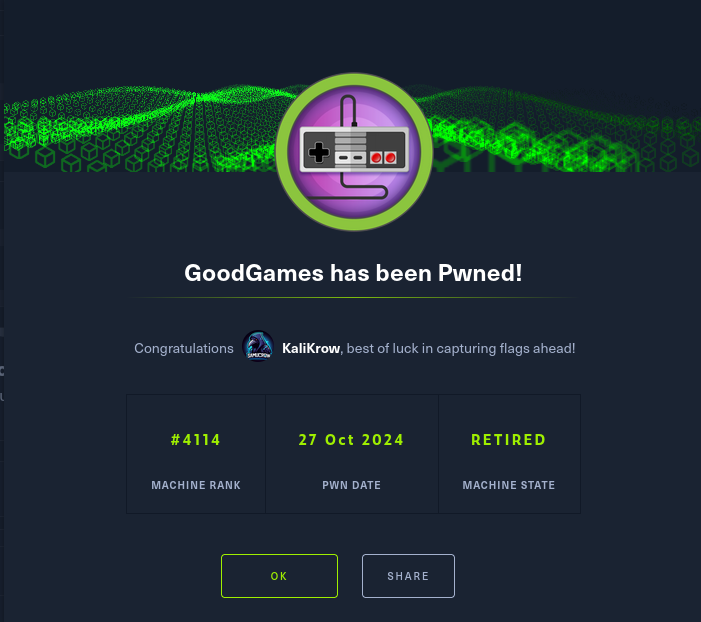 GoodGames has been Pwned!
Congratulations KaliKrow, best of luck in capturing flags ahead!
#4114 27 Oct 2024 RETIRED
MACHINE RANK PWN DATE MACHINE STATE
OK SHARE